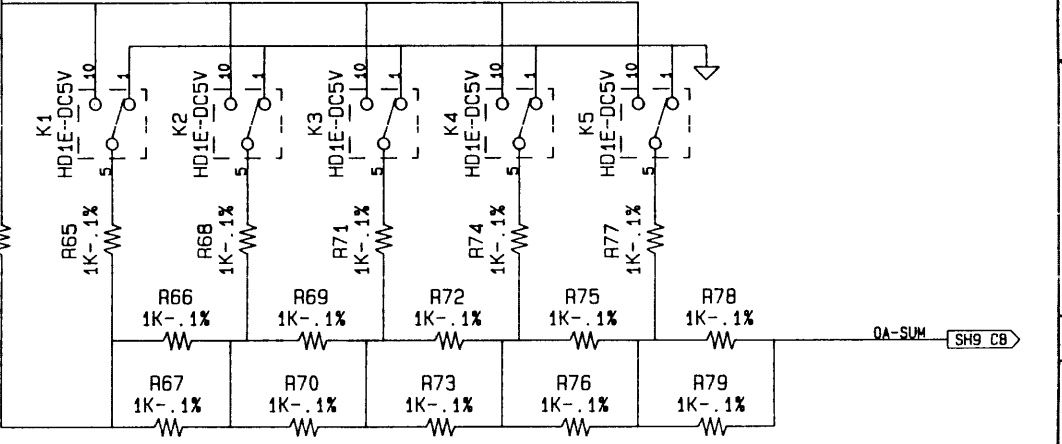 K1
HD1E-DC5V
10
1
5
K2
HD1E-DC5V
10
1
5
K3
HD1E-DC5V
10
1
5
K4
HD1E-DC5V
10
1
5
K5
HD1E-DC5V
10
1
5
R65
1K-.1%
R68
1K-.1%
R71
1K-.1%
R74
1K-.1%
R77
1K-.1%
R66
1K-.1%
R69
1K-.1%
R72
1K-.1%
R75
1K-.1%
R78
1K-.1%
OA-SUM
SH9 C8
R67
1K-.1%
R70
1K-.1%
R73
1K-.1%
R76
1K-.1%
R79
1K-.1%